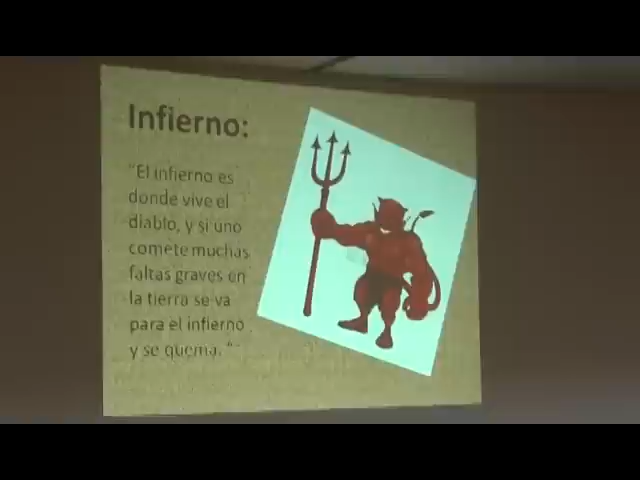 Infierno:
"El infierno es
donde vive el
diablo, y si uno
comete muchas
faltas graves en
la tierra se va
para el infierno
y se quema. "